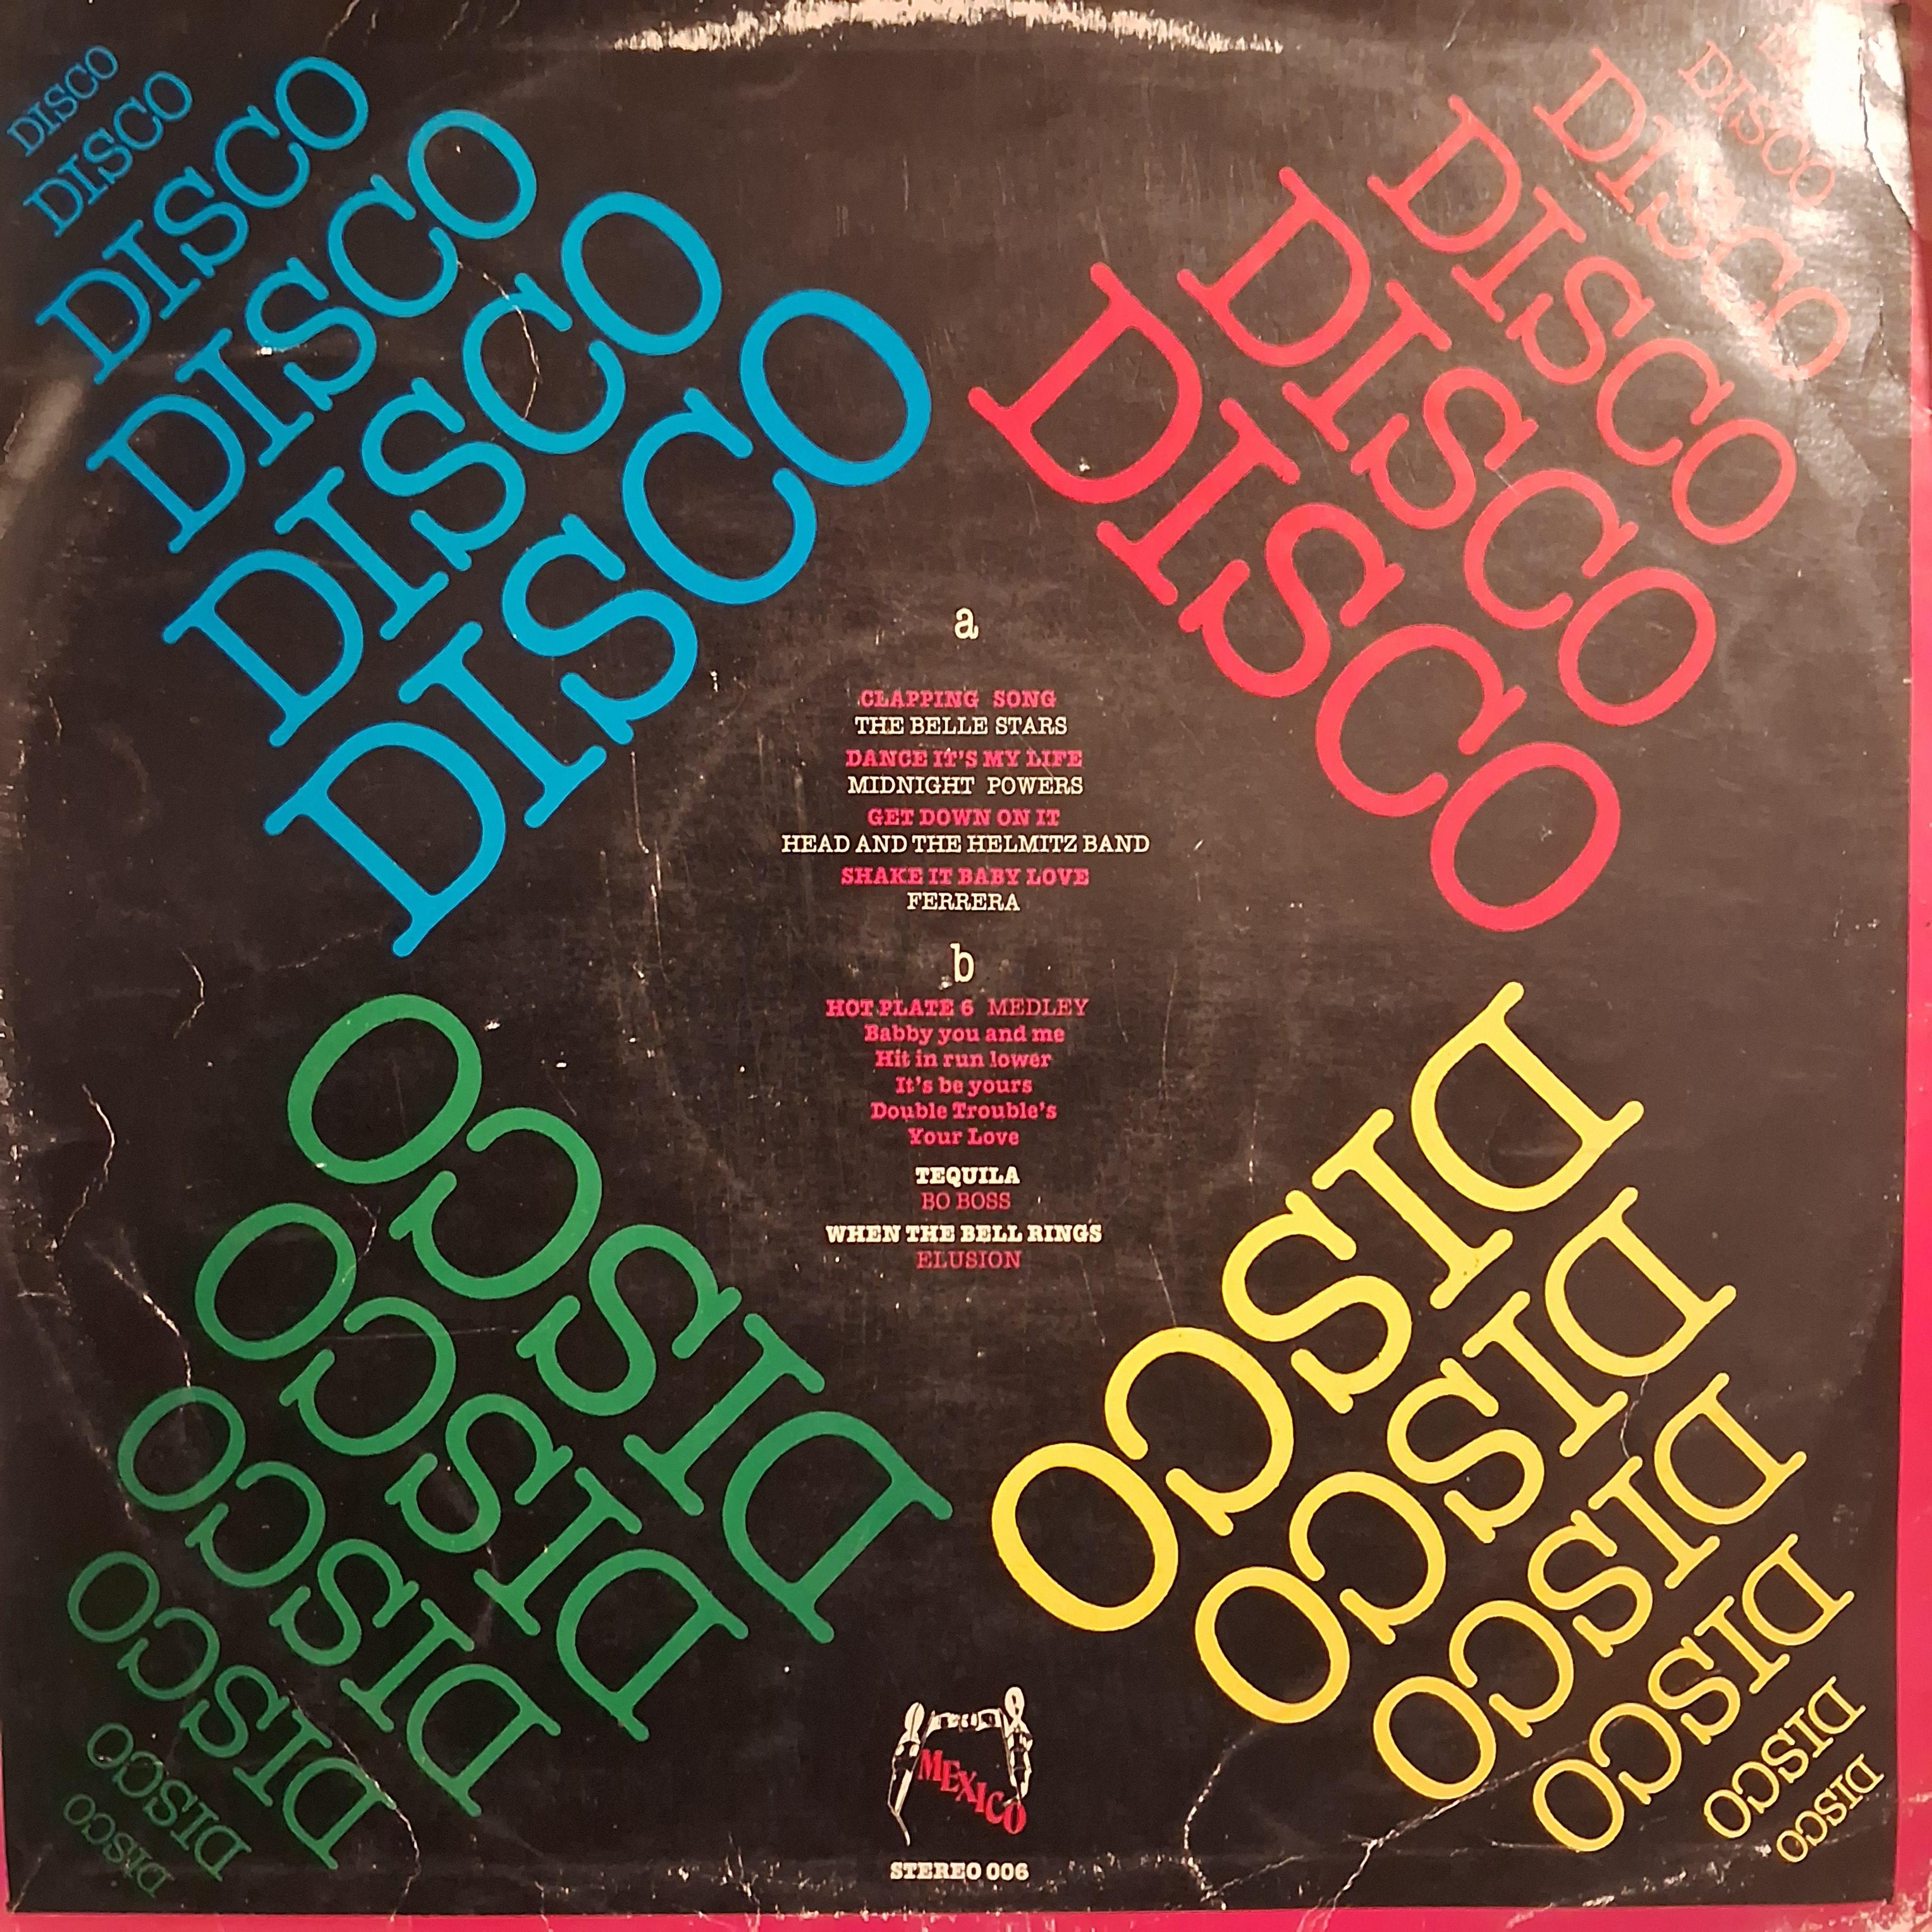 DISCO
DISCO
DISCO
DISCO
DISCO
DISCO
DISCO
DISCO
DISCO
DISCO
DISCO
a
CLAPPING SONG
THE BELLE STARS
DANCE IT'S MY LIFE
MIDNIGHT POWERS
GET DOWN ON IT
HEAD AND THE HELMITZ BAND
SHAKE IT BABY LOVE
FERRERA
b
HOT PLATE 6 MEDLEY
Babby you and me
Hit in run lower
It's be yours
Double Trouble's
Your Love
TEQUILA
BO BOSS
WHEN THE BELL RINGS
ELUSION
DISCO
DISCO
DISCO
DISCO
DISCO
DISCO
DISCO
DISCO
DISCO
DISCO
DISCO
DISCO
MEXICO
STEREO 006